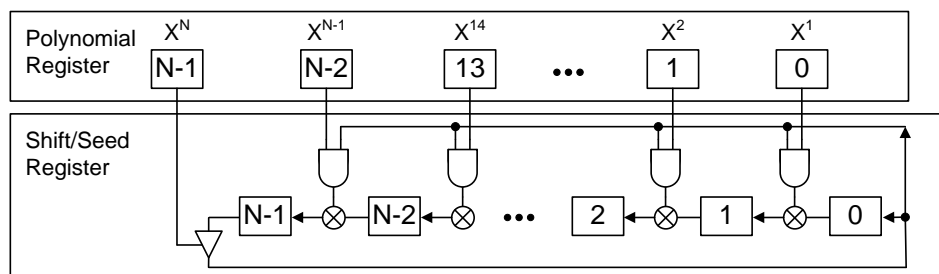 X^N X^N-1 X^14 X^2 X^1
Polynomial
Register
N-1 N-2 13 ••• 1 0
Shift/Seed
Register
N-1 N-2 ••• 2 1 0